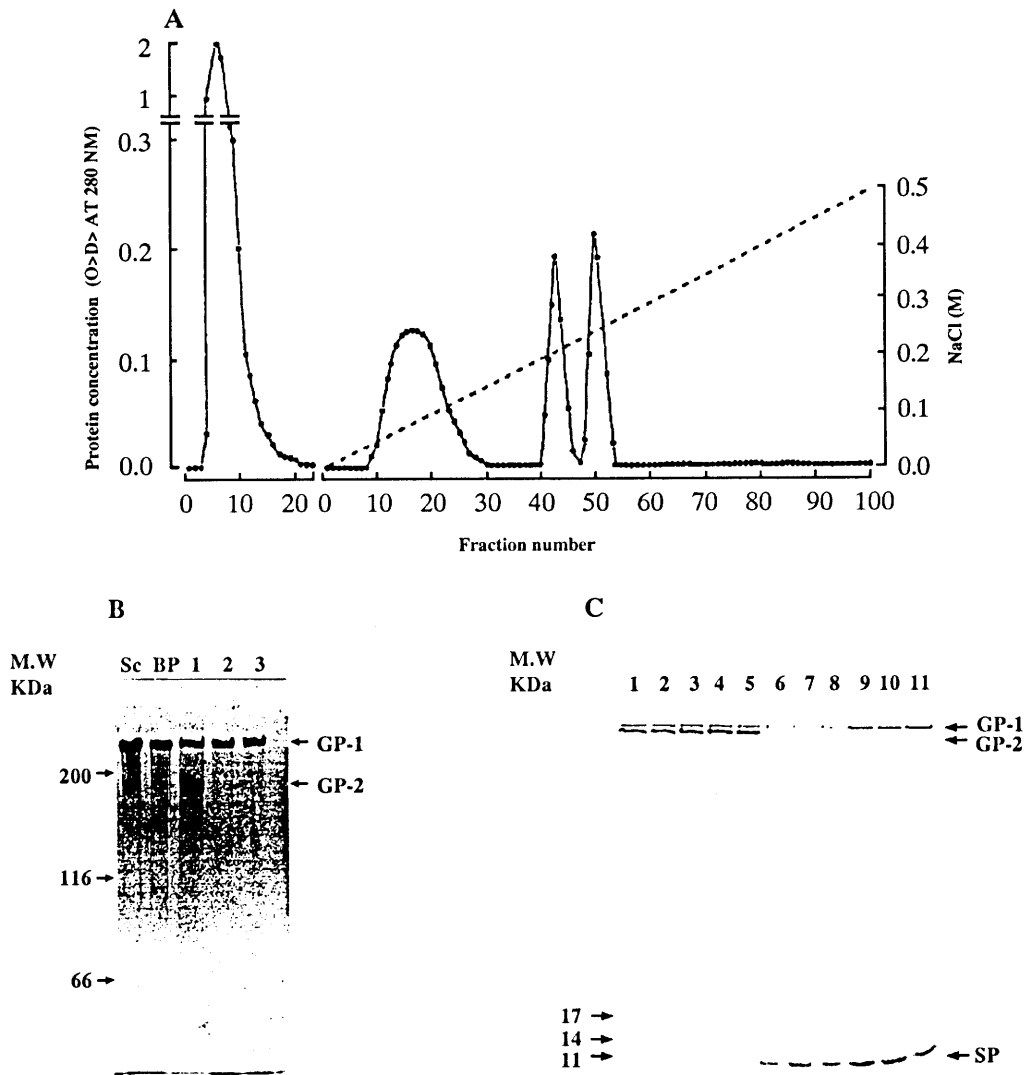 A
2
1
0.3
0.2
0.1
0.0
Protein concentration (O>D> AT 280 NM)
0.5
0.4
0.3
0.2
0.1
0.0
NaCl (M)
0 10 20 0 10 20 30 40 50 60 70 80 90 100
Fraction number
B
M.W
KDa
Sc BP 1 2 3
GP-1
200
GP-2
116
66
C
M.W
KDa
1 2 3 4 5 6 7 8 9 10 11
GP-1
GP-2
17
14
11
SP